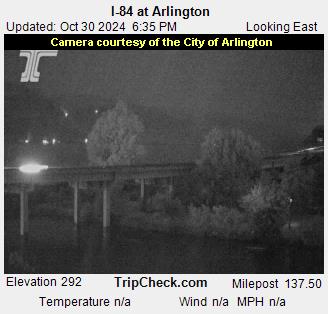 I-84 at Arlington
Updated: Oct 30 2024 6:35 PM Looking East
Camera courtesy of the City of Arlington
Elevation 292 TripCheck.com Milepost 137.50
Temperature n/a Wind n/a MPH n/a